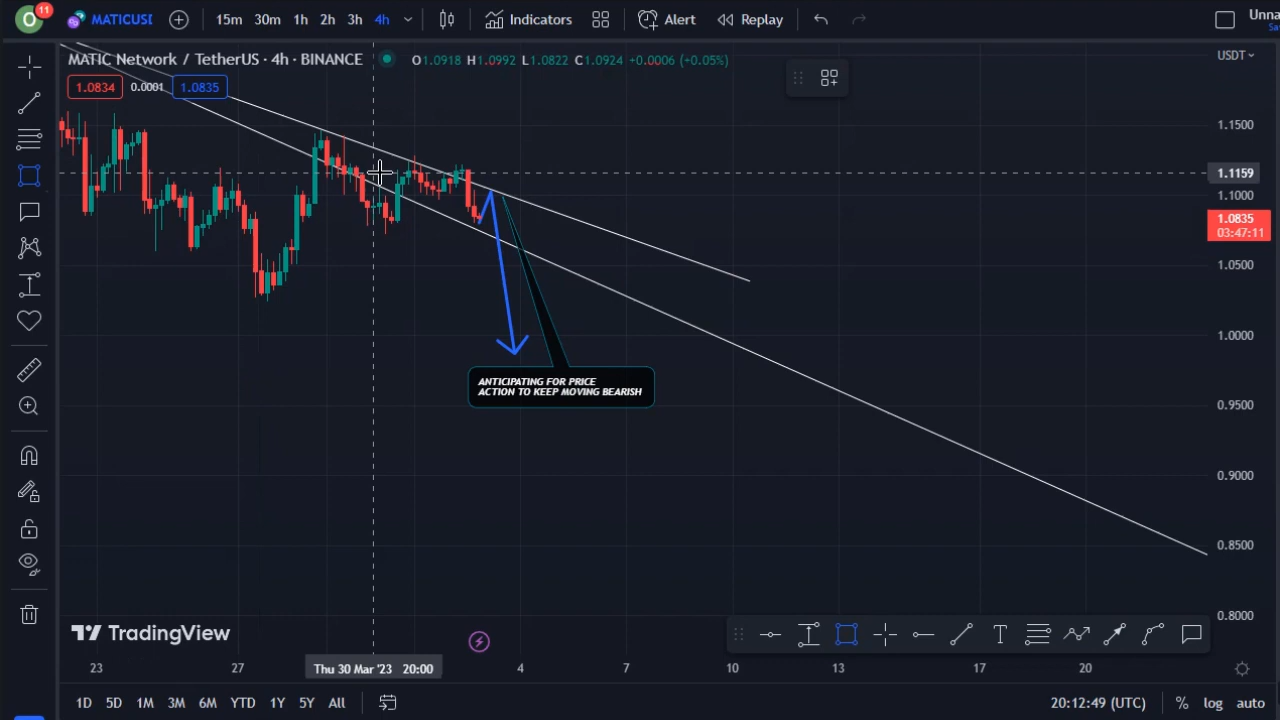 O 11 MATICUSI 15m 30m 1h 2h 3h 4h Indicators Alert Replay Unna
MATIC Network / TetherUS · 4h · BINANCE O1.0918 H1.0992 L1.0822 C1.0924 +0.0006 (+0.05%) USDT
1.0834 0.0001 1.0835
1.1500
1.1159
1.1000
1.0835
03:47:11
1.0500
1.0000
ANTICIPATING FOR PRICE
ACTION TO KEEP MOVING BEARISH
0.9500
0.9000
0.8500
0.8000
TradingView
23 27 Thu 30 Mar '23 20:00 4 7 10 13 17 20
1D 5D 1M 3M 6M YTD 1Y 5Y All 20:12:49 (UTC) % log auto